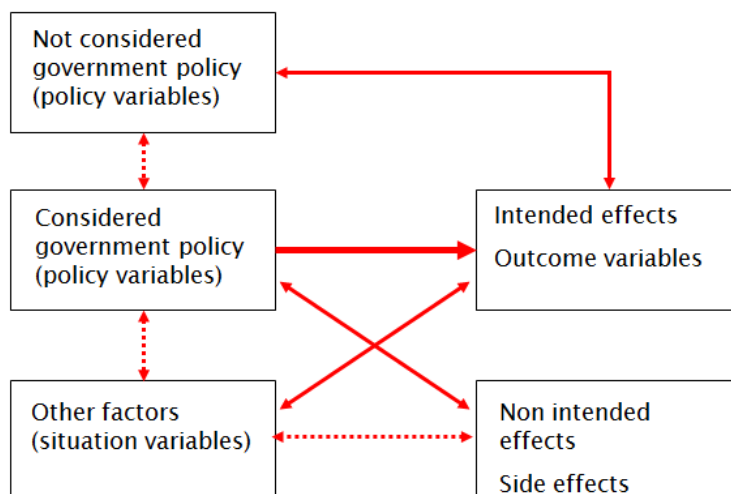 Not considered
government policy
(policy variables)
Considered
government policy
(policy variables)
Intended effects
Outcome variables
Other factors
(situation variables)
Non intended
effects
Side effects